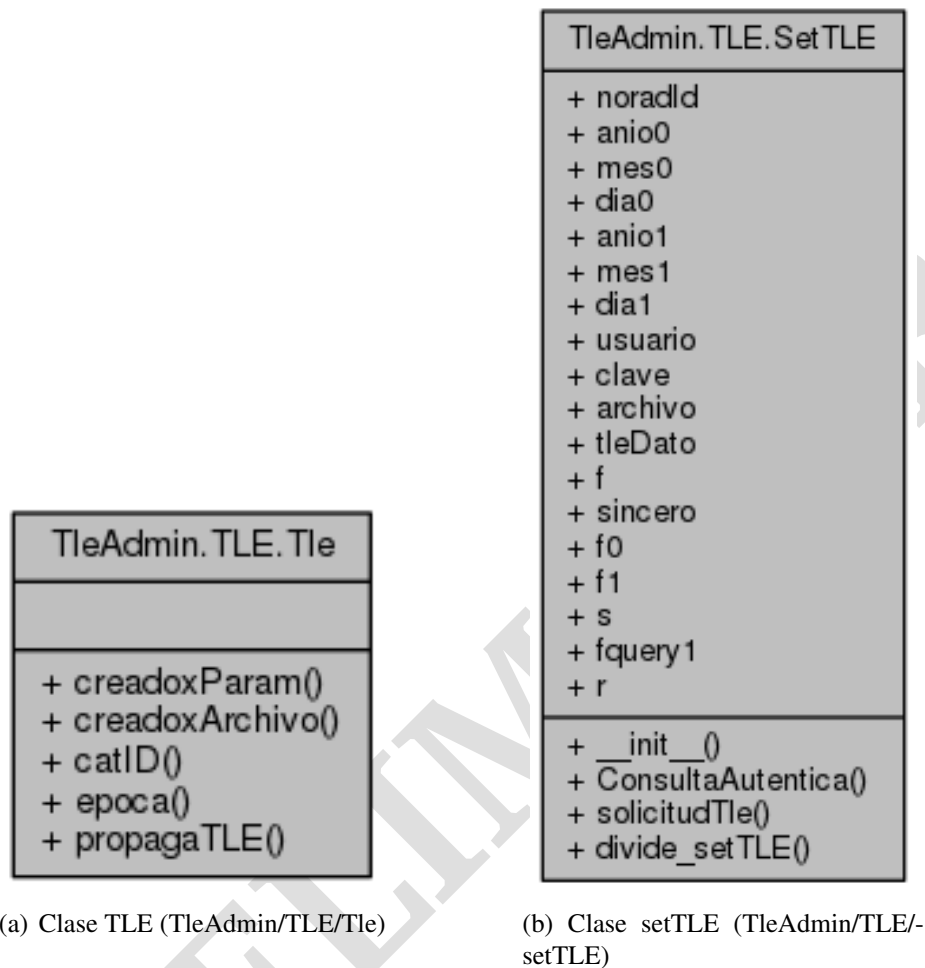 TleAdmin.TLE.SetTLE
+ noradId
+ anio0
+ mes0
+ dia0
+ anio1
+ mes1
+ dia1
+ usuario
+ clave
+ archivo
+ tleDato
+ f
+ sincero
+ f0
+ f1
+ s
+ fquery1
+ r
+ __init__()
+ ConsultaAutentica()
+ solicitudTle()
+ divide_setTLE()
TleAdmin.TLE.Tle
+ creadoxParam()
+ creadoxArchivo()
+ catID()
+ epoca()
+ propagaTLE()
(a) Clase TLE (TleAdmin/TLE/Tle)
(b) Clase setTLE (TleAdmin/TLE/-
setTLE)